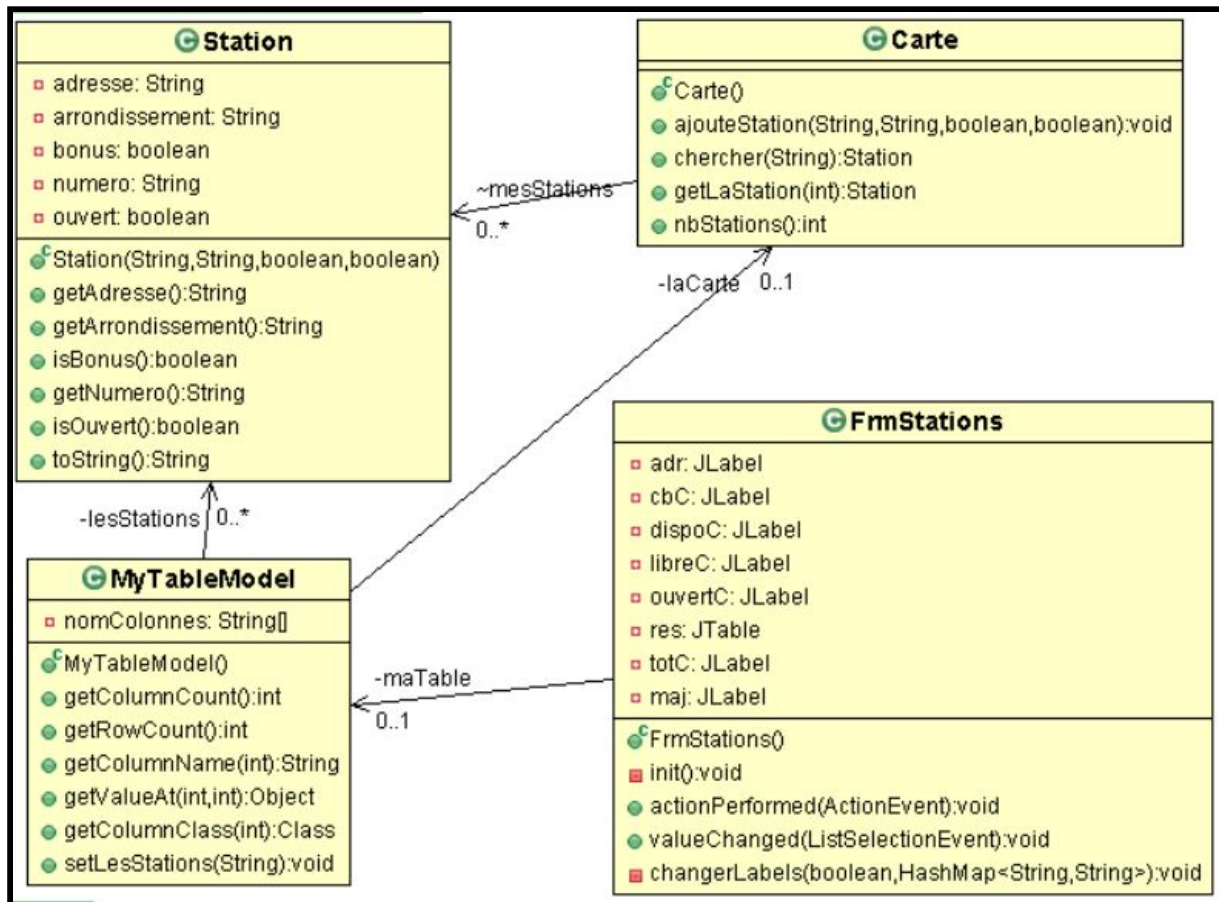 Station
adresse: String
arrondissement: String
bonus: boolean
numero: String
ouvert: boolean
Station(String,String,boolean,boolean)
getAdresse():String
getArrondissement():String
isBonus():boolean
getNumero():String
isOuvert():boolean
toString():String
Carte
Carte()
ajouteStation(String,String,boolean,boolean):void
chercher(String):Station
getLaStation(int):Station
nbStations():int
~mesStations
0..*
-laCarte 0..1
-lesStations 0..*
MyTableModel
nomColonnes: String[]
MyTableModel()
getColumnCount():int
getRowCount():int
getColumnName(int):String
getValueAt(int,int):Object
getColumnClass(int):Class
setLesStations(String):void
-maTable
0..1
FrmStations
adr: JLabel
cbC: JLabel
dispoC: JLabel
libreC: JLabel
ouvertC: JLabel
res: JTable
totC: JLabel
maj: JLabel
FrmStations()
init():void
actionPerformed(ActionEvent):void
valueChanged(ListSelectionEvent):void
changerLabels(boolean,HashMap<String,String>):void